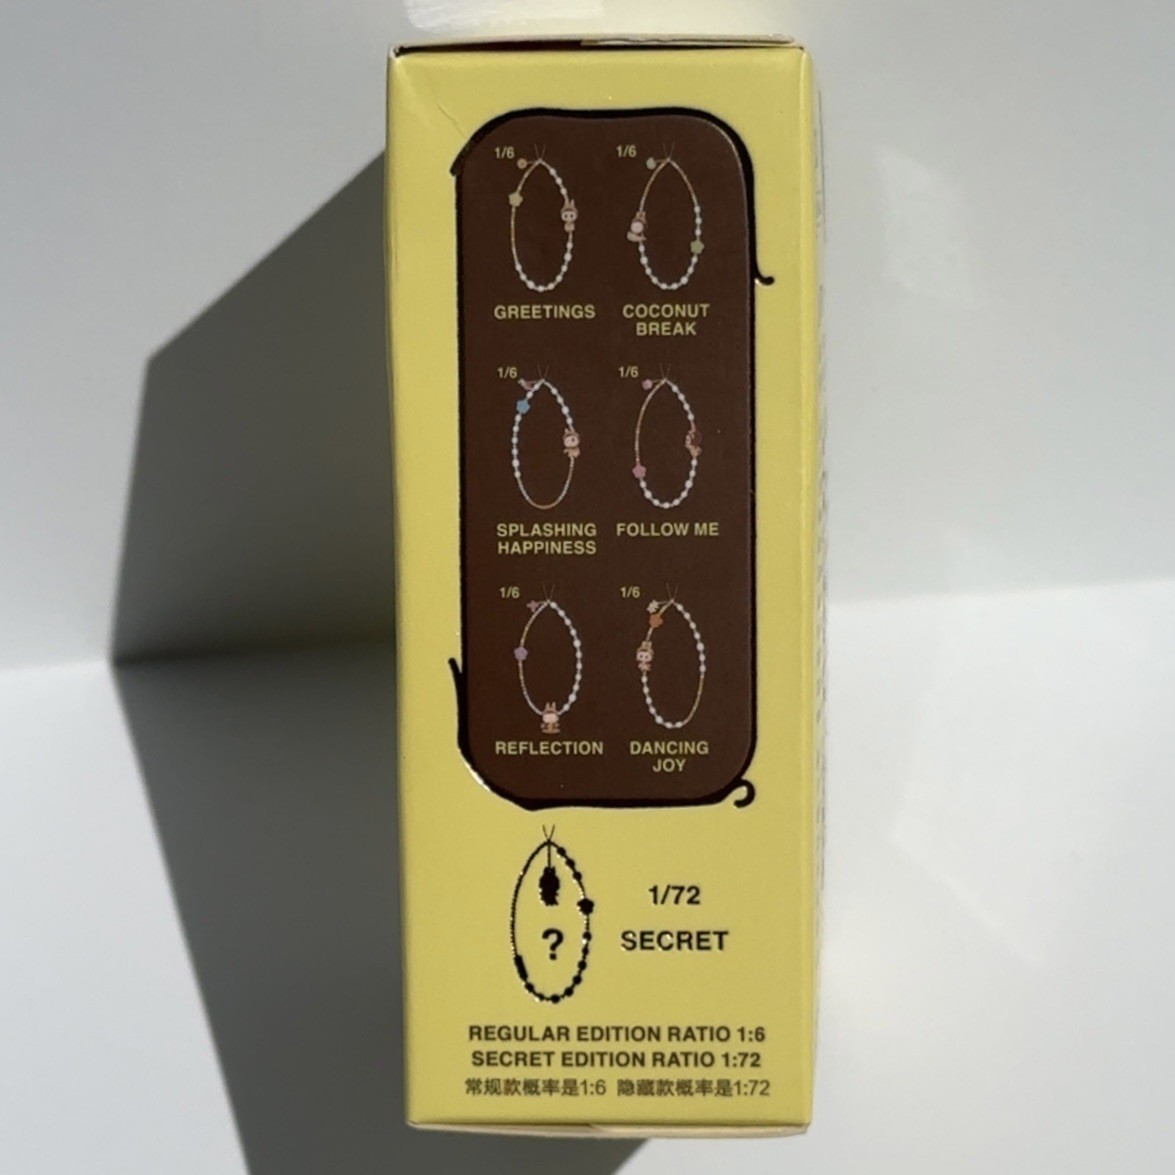 1/6 1/6
GREETINGS COCONUT
BREAK
1/6 1/6
SPLASHING FOLLOW ME
HAPPINESS
1/6 1/6
REFLECTION DANCING
JOY
?
1/72
SECRET
REGULAR EDITION RATIO 1:6
SECRET EDITION RATIO 1:72
常规款概率是1:6 隐藏款概率是1:72